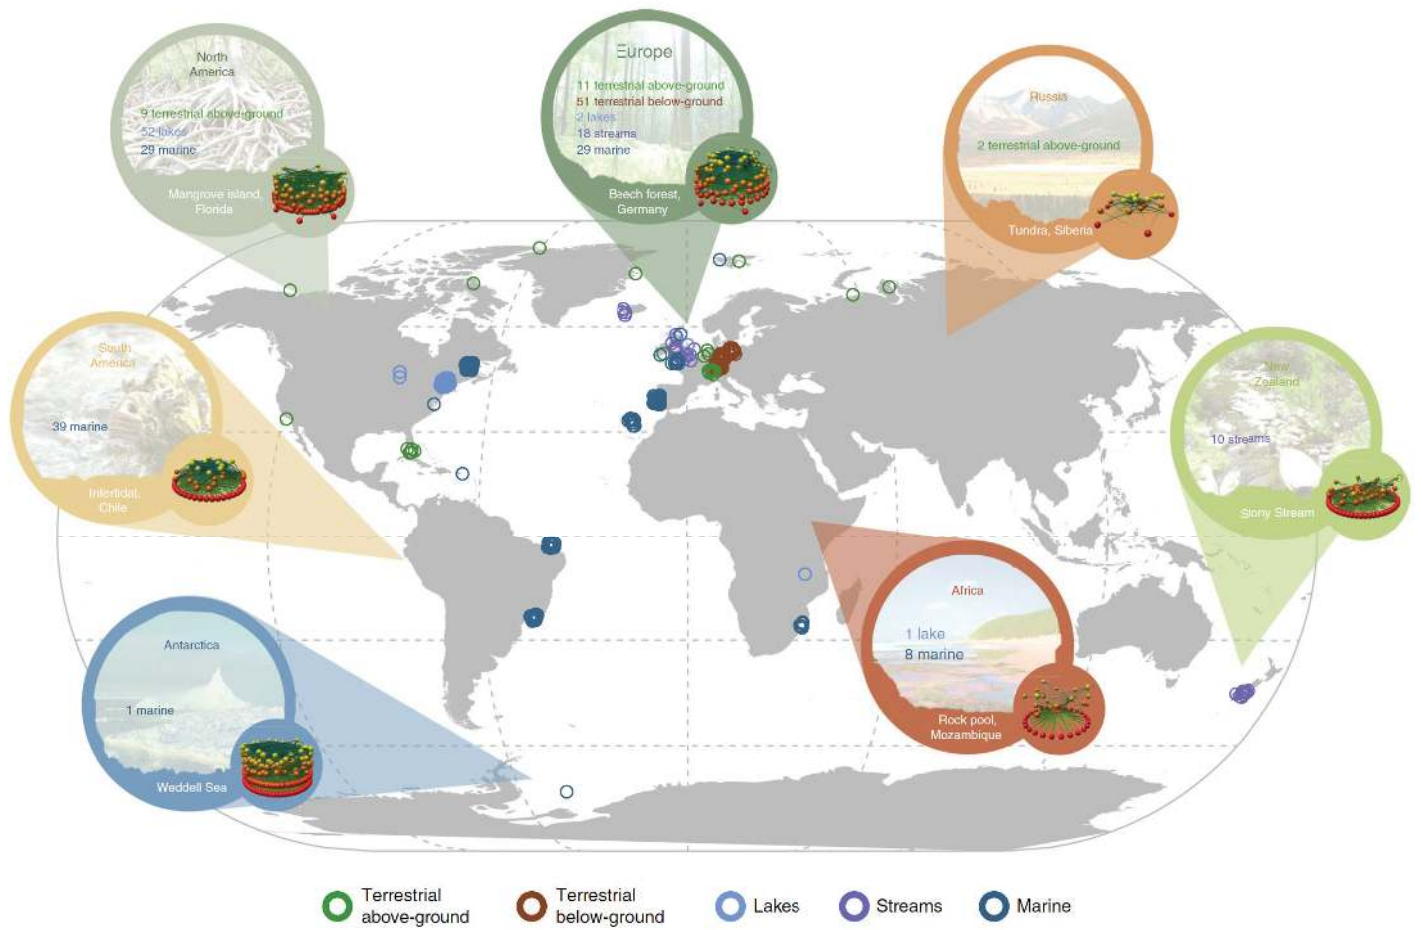 North
America
9 terrestrial above-ground
52 lakes
29 marine
Mangrove island,
Florida
Europe
11 terrestrial above-ground
51 terrestrial below-ground
2 lakes
18 streams
29 marine
Beech forest,
Germany
Russia
2 terrestrial above-ground
Tundra, Siberia
South
America
39 marine
Intertidal,
Chile
New
Zealand
10 streams
Stony Stream
Africa
1 lake
8 marine
Rock pool,
Mozambique
Antarctica
1 marine
Weddell Sea
Terrestrial
above-ground
Terrestrial
below-ground
Lakes
Streams
Marine